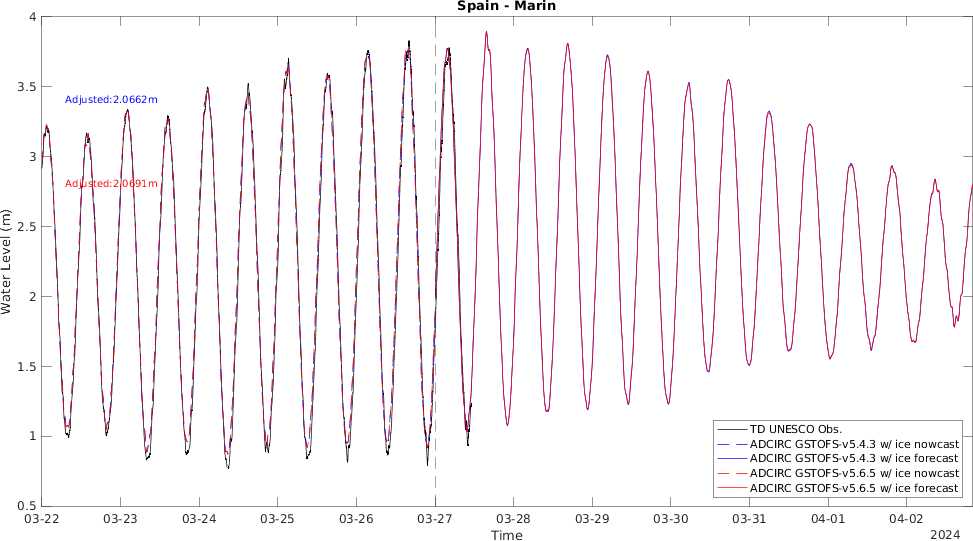 Spain - Marin
4
3.5
3
2.5
2
1.5
1
0.5
Water Level (m)
Adjusted:2.0662m
Adjusted:2.0691m
TD UNESCO Obs.
ADCIRC GSTOFS-v5.4.3 w/ ice nowcast
ADCIRC GSTOFS-v5.4.3 w/ ice forecast
ADCIRC GSTOFS-v5.6.5 w/ ice nowcast
ADCIRC GSTOFS-v5.6.5 w/ ice forecast
03-22 03-23 03-24 03-25 03-26 03-27 03-28 03-29 03-30 03-31 04-01 04-02
Time
2024